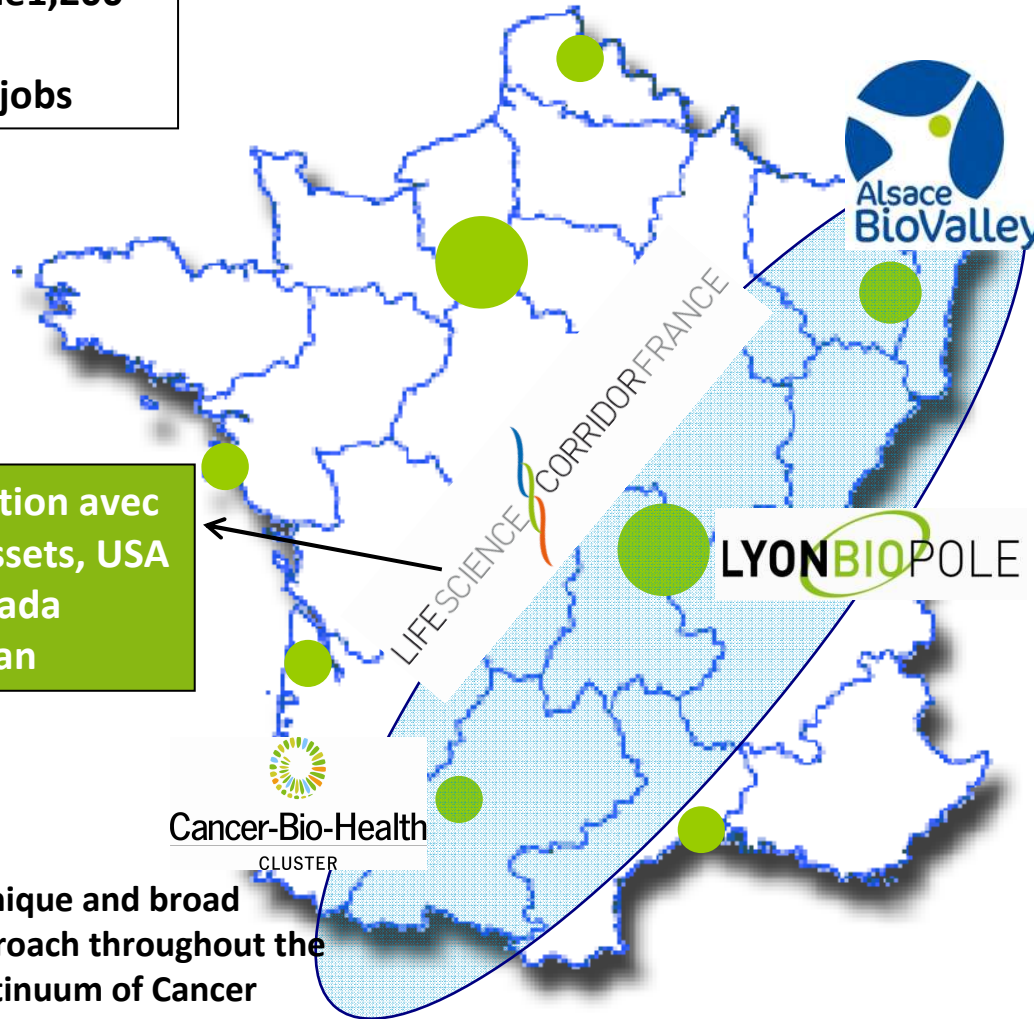 jobs
Alsace
BioValley
LIFE SCIENCE CORRIDOR FRANCE
tion avec
ssets, USA
ada
an
LYONBIOPOLE
Cancer-Bio-Health
CLUSTER
nique and broad
roach throughout the
tinuum of Cancer